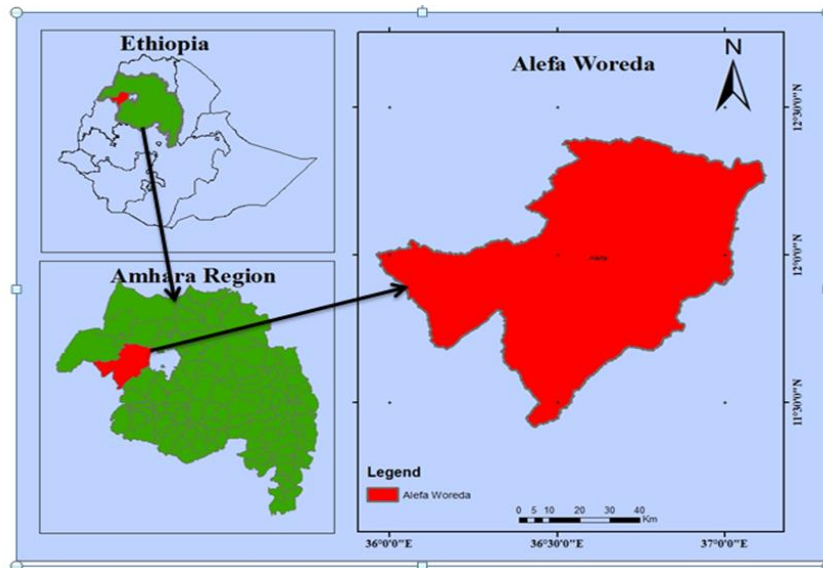 Ethiopia
Amhara Region
Alefa Woreda
N
12°30'0"N
12°0'0"N
11°30'0"N
Legend
Alefa Woreda
0 5 10 20 30 40
Km
36°0'0"E
36°30'0"E
37°0'0"E